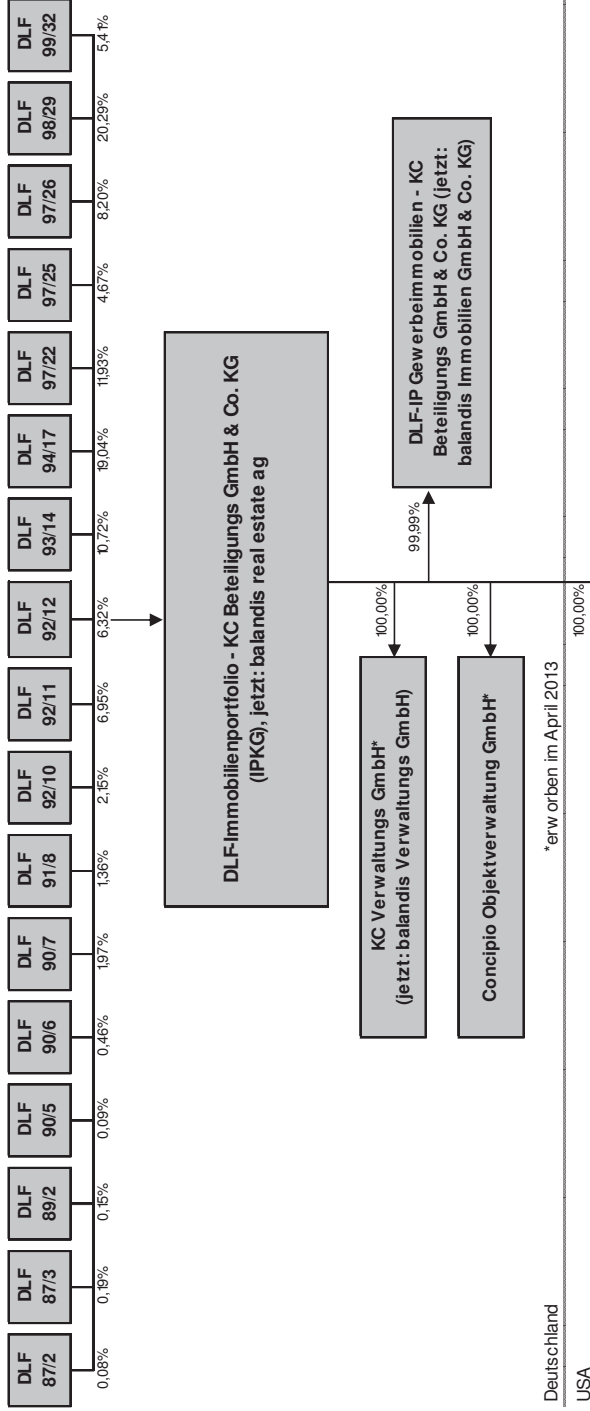 DLF
87/2
DLF
87/3
DLF
89/2
DLF
90/5
DLF
90/6
DLF
90/7
DLF
91/8
DLF
92/10
DLF
92/11
DLF
92/12
DLF
93/14
DLF
94/17
DLF
97/22
DLF
97/25
DLF
97/26
DLF
98/29
DLF
99/32
0,08%
0,19%
0,15%
0,09%
0,46%
1,97%
1,36%
2,15%
6,95%
6,32%
10,72%
19,04%
11,93%
4,67%
8,20%
20,29%
5,41%
DLF-Immobilienportfolio - KC Beteiligungs GmbH & Co. KG
(IPKG), jetzt: balandis real estate ag
100,00%
KC Verwaltungs GmbH*
(jetzt: balandis Verwaltungs GmbH)
99,99%
DLF-IP Gewerbeimmobilien - KC
Beteiligungs GmbH & Co. KG (jetzt:
balandis Immobilien GmbH & Co. KG)
100,00%
Concipio Objektverwaltung GmbH*
*erworben im April 2013
Deutschland
100,00%
USA